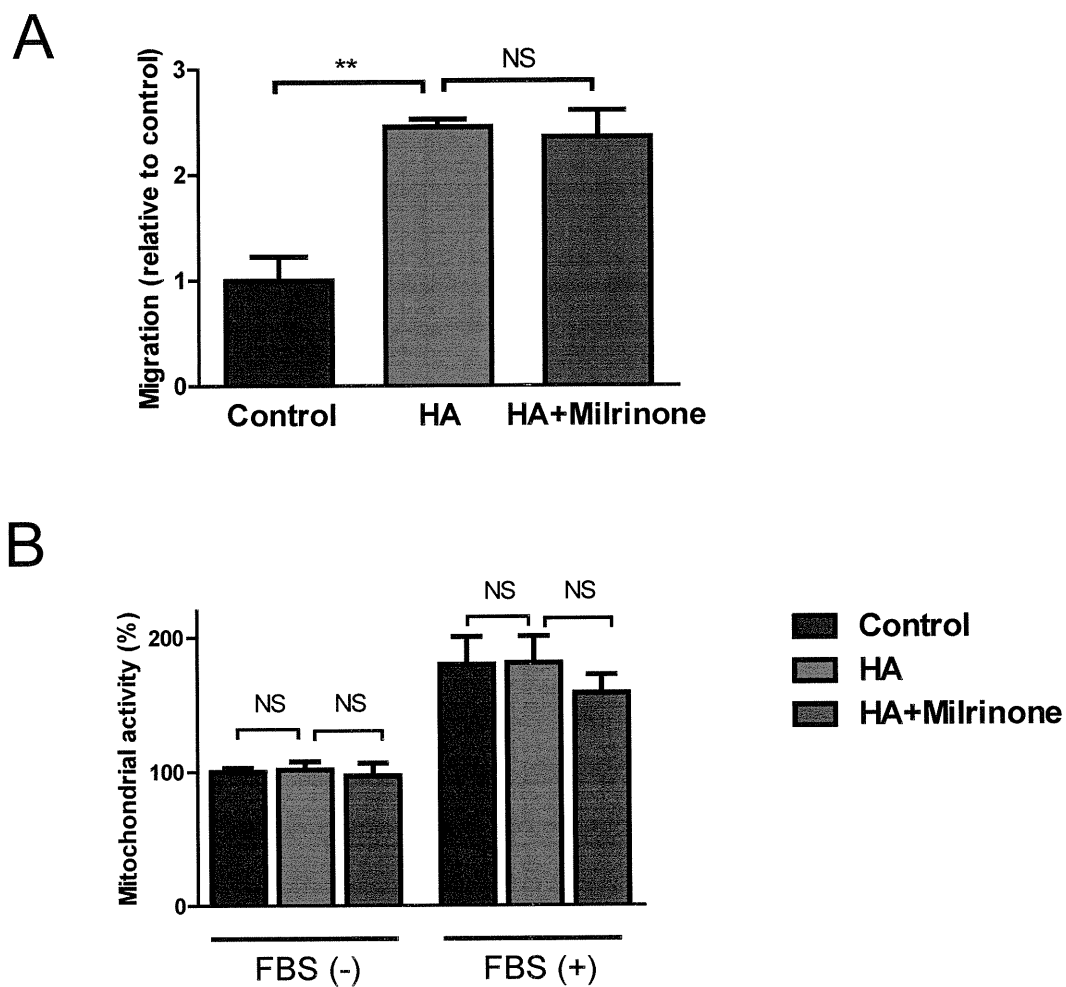 A
Migration (relative to control)
3
2
1
0
**
NS
Control
HA
HA+Milrinone
B
Mitochondrial activity (%)
200
100
0
NS
NS
NS
NS
FBS (-)
FBS (+)
Control
HA
HA+Milrinone